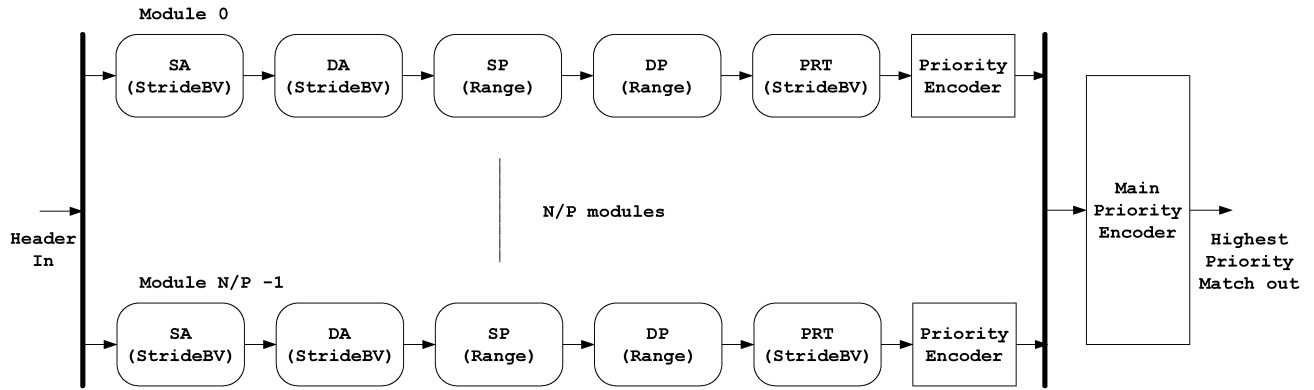 Module 0
SA
(StrideBV)
DA
(StrideBV)
SP
(Range)
DP
(Range)
PRT
(StrideBV)
Priority
Encoder
Header
In
N/P modules
Main
Priority
Encoder
Highest
Priority
Match out
Module N/P -1
SA
(StrideBV)
DA
(StrideBV)
SP
(Range)
DP
(Range)
PRT
(StrideBV)
Priority
Encoder